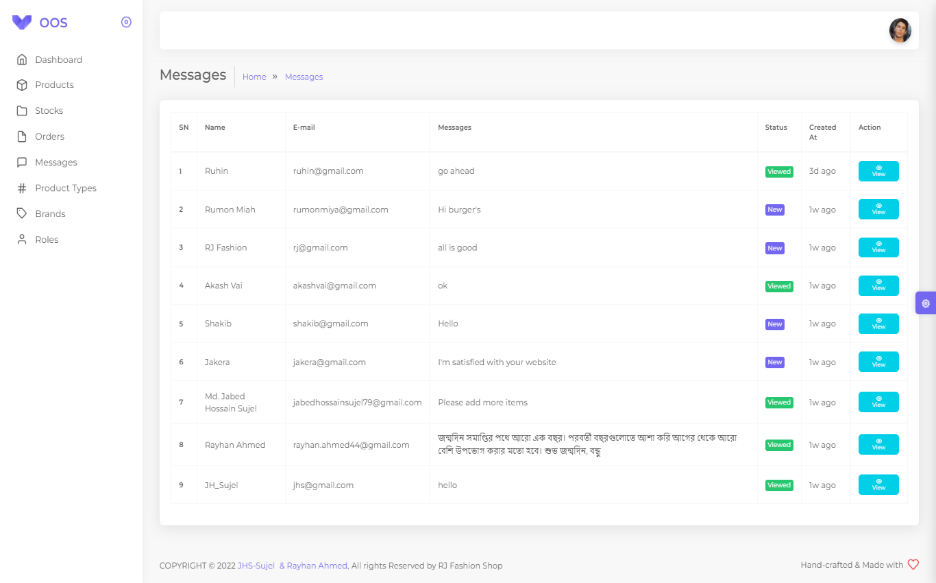 OOS
Dashboard
Products
Stocks
Orders
Messages
Product Types
Brands
Roles
Messages Home » Messages
SN Name E-mail Messages Status Created At Action
1 Ruhin ruhin@gmail.com go ahead Viewed 3d ago View
2 Rumon Miah rumonmiya@gmail.com Hi burger's New 1w ago View
3 RJ Fashion rj@gmail.com all is good New 1w ago View
4 Akash Vai akashvai@gmail.com ok Viewed 1w ago View
5 Shakib shakib@gmail.com Hello New 1w ago View
6 Jakera jakera@gmail.com I'm satisfied with your website New 1w ago View
7 Md. Jabed Hossain Sujel jabedhossainsujel79@gmail.com Please add more items Viewed 1w ago View
8 Rayhan Ahmed rayhan.ahmed44@gmail.com জন্মদিন সমাপ্তির পথে আরো এক বছর। পরবর্তী বছরগুলোতে আশা করি আগের থেকে আরো
বেশি উপভোগ করার মতো হবে। শুভ জন্মদিন, বন্ধু Viewed 1w ago View
9 JH_Sujel jhs@gmail.com hello Viewed 1w ago View
COPYRIGHT © 2022 JHS-Sujel & Rayhan Ahmed, All rights Reserved by RJ Fashion Shop
Hand-crafted & Made with